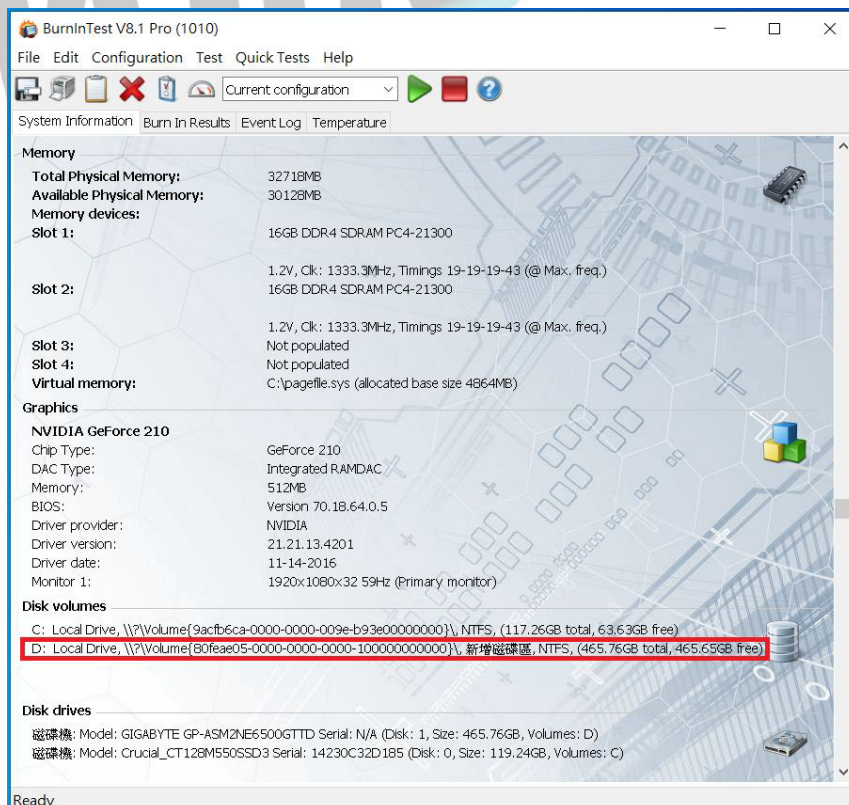 BurnInTest V8.1 Pro (1010)
File Edit Configuration Test Quick Tests Help
Current configuration
System Information Burn In Results Event Log Temperature
Memory
Total Physical Memory: 32718MB
Available Physical Memory: 30128MB
Memory devices:
Slot 1: 16GB DDR4 SDRAM PC4-21300
1.2V, Clk: 1333.3MHz, Timings 19-19-19-43 (@ Max. freq.)
Slot 2: 16GB DDR4 SDRAM PC4-21300
1.2V, Clk: 1333.3MHz, Timings 19-19-19-43 (@ Max. freq.)
Slot 3: Not populated
Slot 4: Not populated
Virtual memory: C:\pagefile.sys (allocated base size 4864MB)
Graphics
NVIDIA GeForce 210
Chip Type: GeForce 210
DAC Type: Integrated RAMDAC
Memory: 512MB
BIOS: Version 70.18.64.0.5
Driver provider: NVIDIA
Driver version: 21.21.13.4201
Driver date: 11-14-2016
Monitor 1: 1920x1080x32 59Hz (Primary monitor)
Disk volumes
C: Local Drive, \\?\Volume{9acfb6ca-0000-0000-009e-b93e00000000}\, NTFS, (117.26GB total, 63.63GB free)
D: Local Drive, \\?\Volume{80feae05-0000-0000-0000-100000000000}\, 新增磁碟區, NTFS, (465.76GB total, 465.65GB free)
Disk drives
磁碟機: Model: GIGABYTE GP-ASM2NE6500GTTD Serial: N/A (Disk: 1, Size: 465.76GB, Volumes: D)
磁碟機: Model: Crucial_CT128M550SSD3 Serial: 14230C32D185 (Disk: 0, Size: 119.24GB, Volumes: C)
Ready